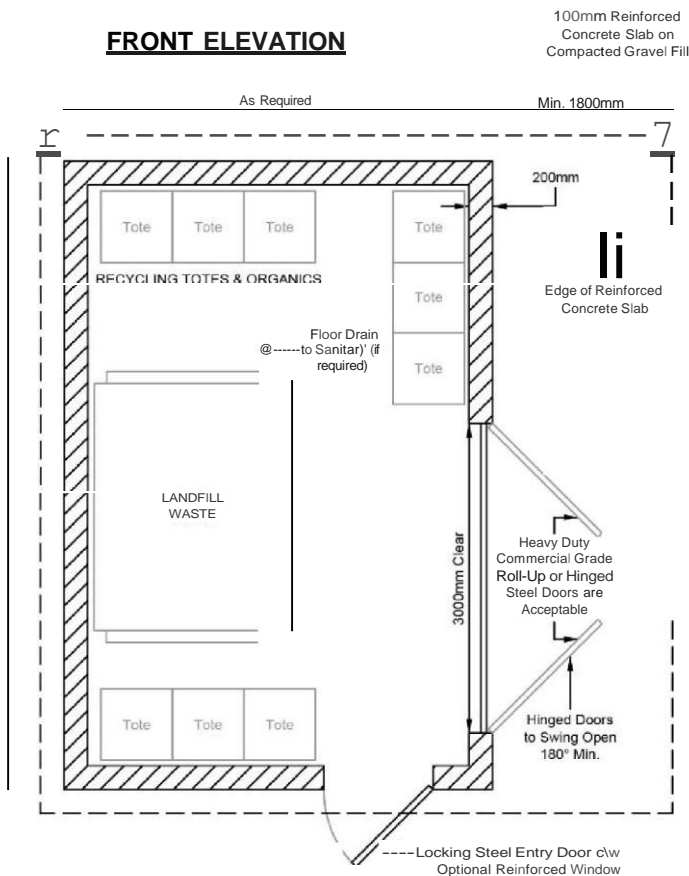 FRONT ELEVATION
100mm Reinforced
Concrete Slab on
Compacted Gravel Fill
As Required
Min. 1800mm
r
7
200mm
Tote
Tote
Tote
Tote
RECYCLING TOTES & ORGANICS
li
Edge of Reinforced
Concrete Slab
Tote
Floor Drain
@------to Sanitar)' (if
required)
Tote
LANDFILL
WASTE
3000mm Clear
Heavy Duty
Commercial Grade
Roll-Up or Hinged
Steel Doors are
Acceptable
Tote
Tote
Tote
Hinged Doors
to Swing Open
180° Min.
----Locking Steel Entry Door c\w
Optional Reinforced Window